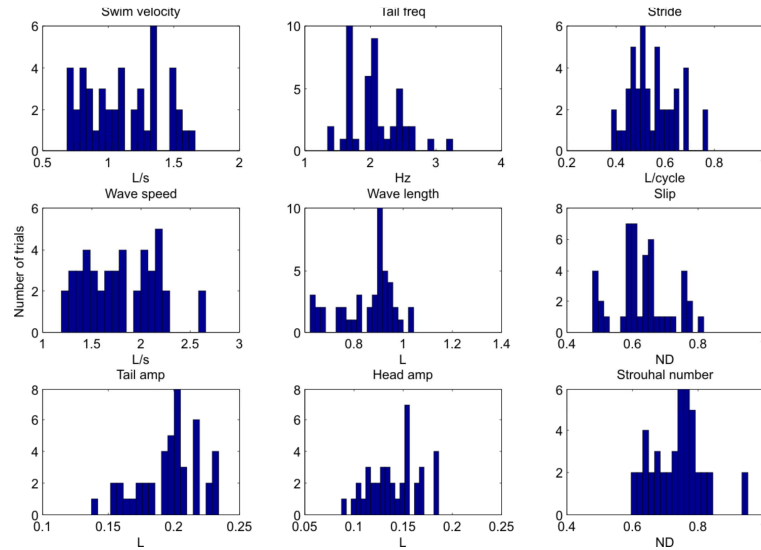 Swim velocity
6
4
2
0
0.5 1 1.5 2
L/s
Tail freq
10
5
0
1 2 3 4
Hz
Stride
6
4
2
0
0.2 0.4 0.6 0.8
L/cycle
Number of trials
Wave speed
6
4
2
0
1 1.5 2 2.5 3
L/s
Wave length
10
8
6
4
2
0
0.8 1 1.2 1.4
L
Slip
8
6
4
2
0
0.4 0.6 0.8
ND
Tail amp
8
6
4
2
0
0.1 0.15 0.2 0.25
L
Head amp
8
6
4
2
0
0.05 0.1 0.15 0.2 0.25
L
Strouhal number
6
4
2
0
0.4 0.6 0.8
ND